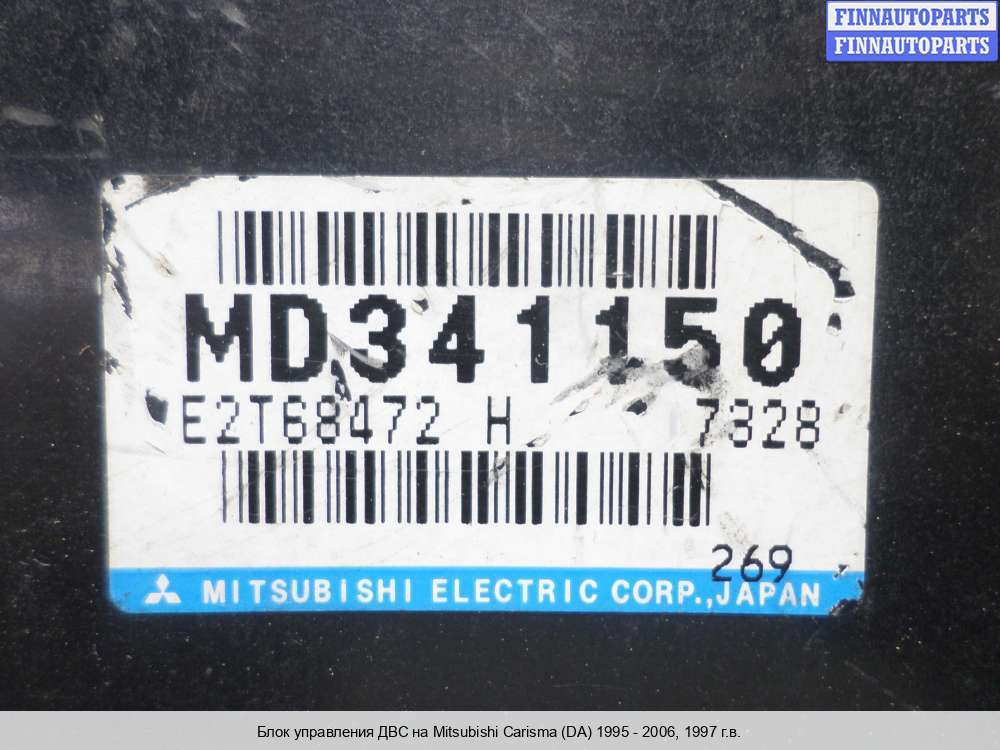 FINNAUTOPARTS
FINNAUTOPARTS
MD341150
E2T68472 H 7328
269
MITSUBISHI ELECTRIC CORP.,JAPAN
Блок управления ДВС на Mitsubishi Carisma (DA) 1995 - 2006, 1997 г.в.